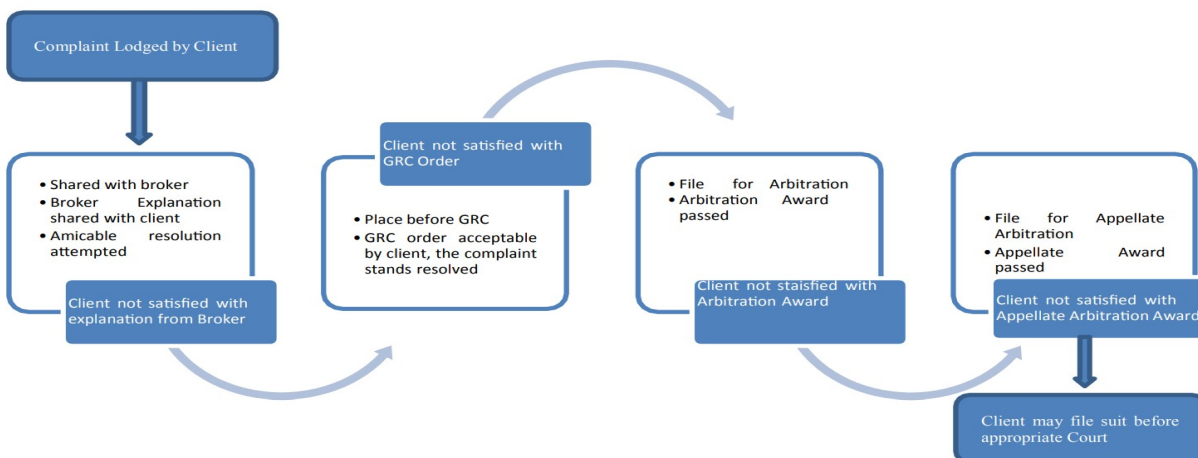 Complaint Lodged by Client
• Shared with broker
• Broker Explanation
shared with client
• Amicable resolution
attempted
Client not satisfied with
explanation from Broker
Client not satisfied with
GRC Order
• Place before GRC
• GRC order acceptable
by client, the complaint
stands resolved
• File for Arbitration
• Arbitration Award
passed
Client not staisfied with
Arbitration Award
• File for Appellate
Arbitration
• Appellate Award
passed
Client not satisfied with
Appellate Arbitration Award
Client may file suit before
appropriate Court